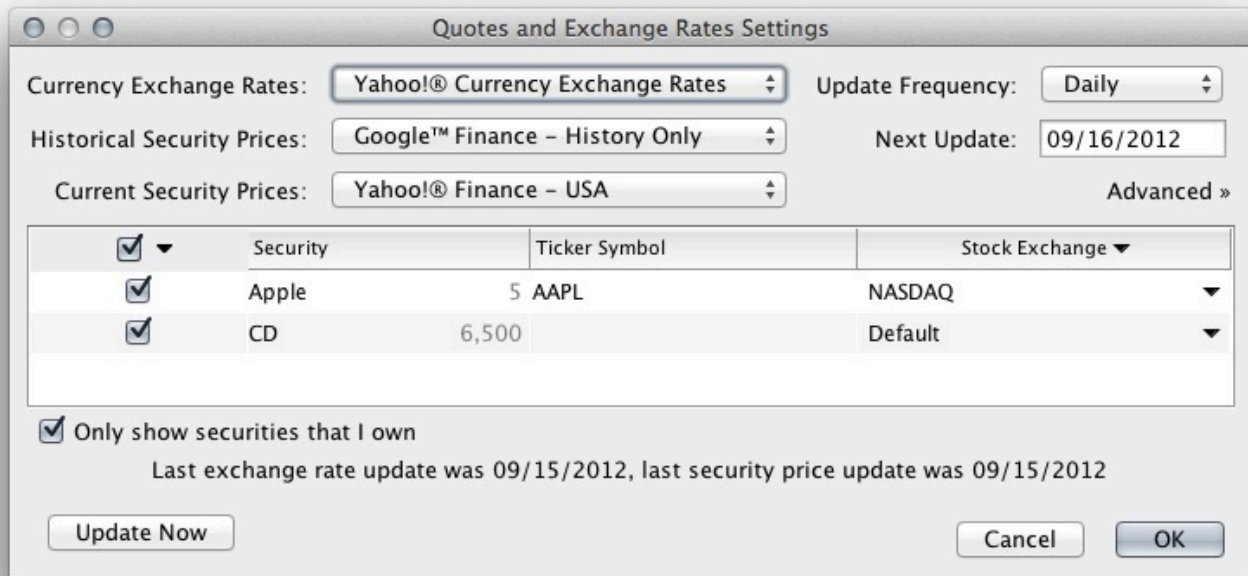 Quotes and Exchange Rates Settings
Currency Exchange Rates: Yahoo!® Currency Exchange Rates Update Frequency: Daily
Historical Security Prices: Google™ Finance – History Only Next Update: 09/16/2012
Current Security Prices: Yahoo!® Finance – USA Advanced »
Security Ticker Symbol Stock Exchange
Apple 5 AAPL NASDAQ
CD 6,500 Default
Only show securities that I own
Last exchange rate update was 09/15/2012, last security price update was 09/15/2012
Update Now Cancel OK